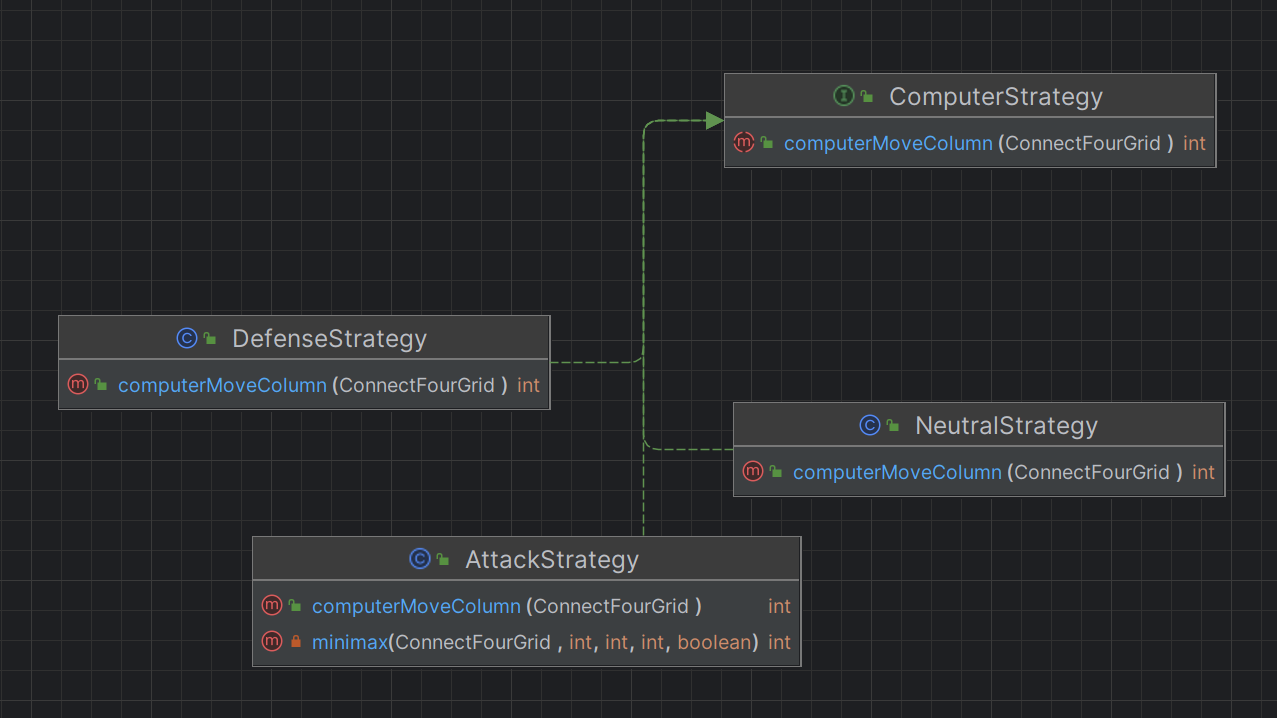 ComputerStrategy
computerMoveColumn(ConnectFourGrid ) int
DefenseStrategy
computerMoveColumn(ConnectFourGrid ) int
NeutralStrategy
computerMoveColumn(ConnectFourGrid ) int
AttackStrategy
computerMoveColumn(ConnectFourGrid ) int
minimax(ConnectFourGrid , int, int, int, boolean) int